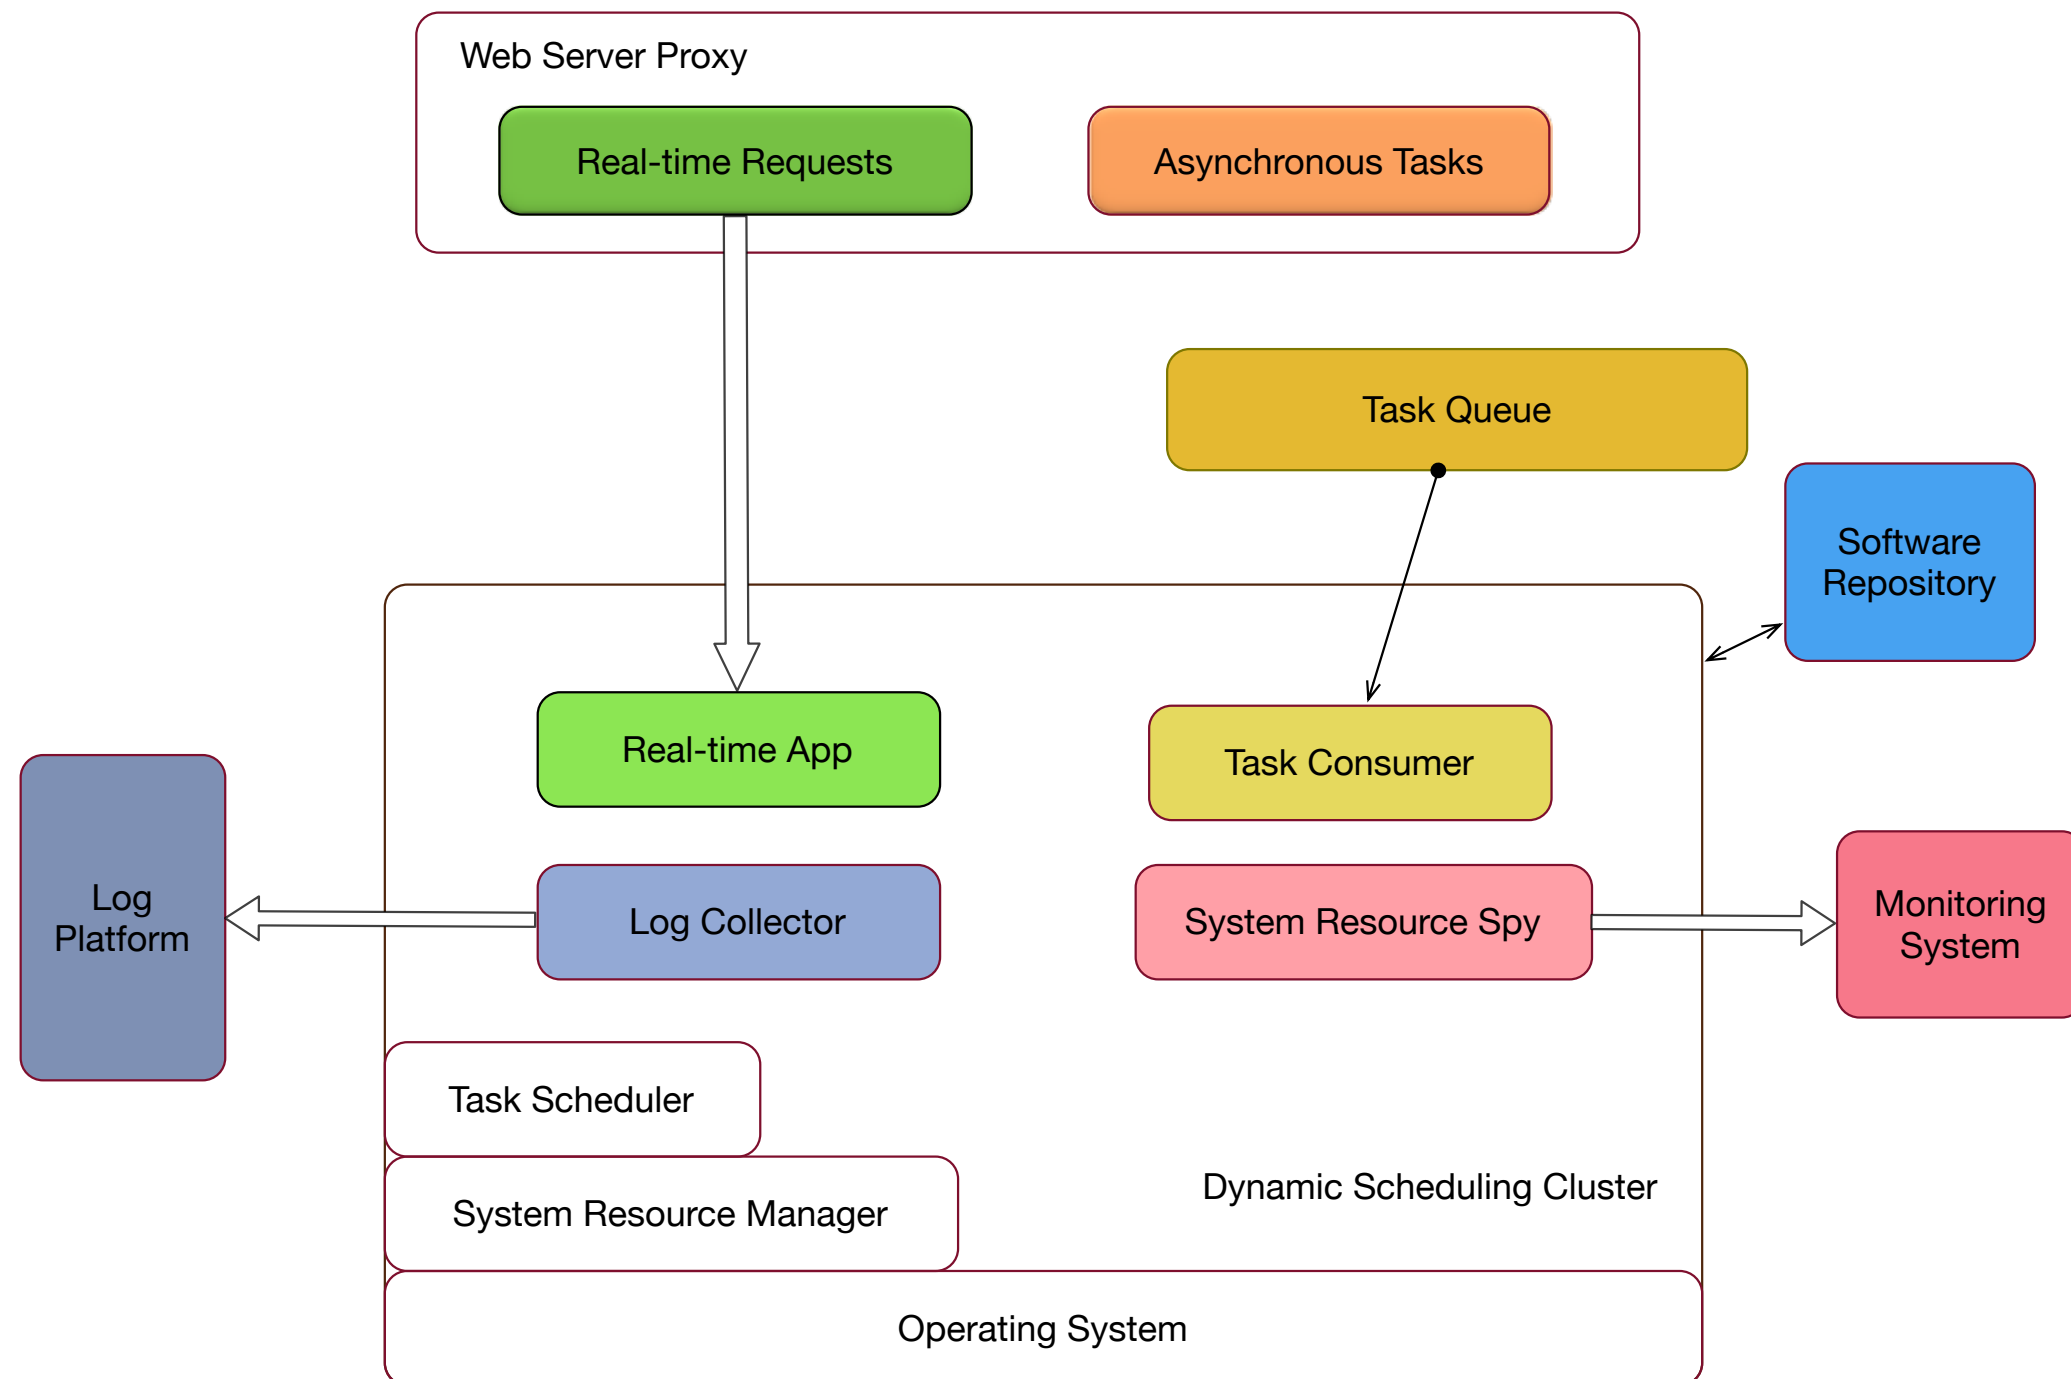 Web Server Proxy
Real-time Requests
Asynchronous Tasks
Task Queue
Software
Repository
Real-time App
Task Consumer
Log
Platform
Log Collector
System Resource Spy
Monitoring
System
Task Scheduler
Dynamic Scheduling Cluster
System Resource Manager
Operating System